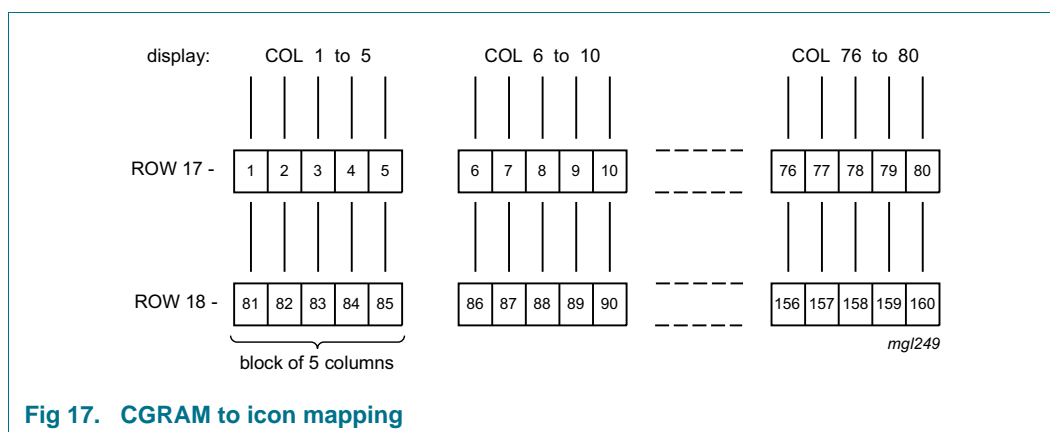 display: COL 1 to 5 COL 6 to 10 COL 76 to 80
ROW 17 - 1 2 3 4 5 6 7 8 9 10 76 77 78 79 80
ROW 18 - 81 82 83 84 85 86 87 88 89 90 156 157 158 159 160
mgl249
block of 5 columns
Fig 17. CGRAM to icon mapping